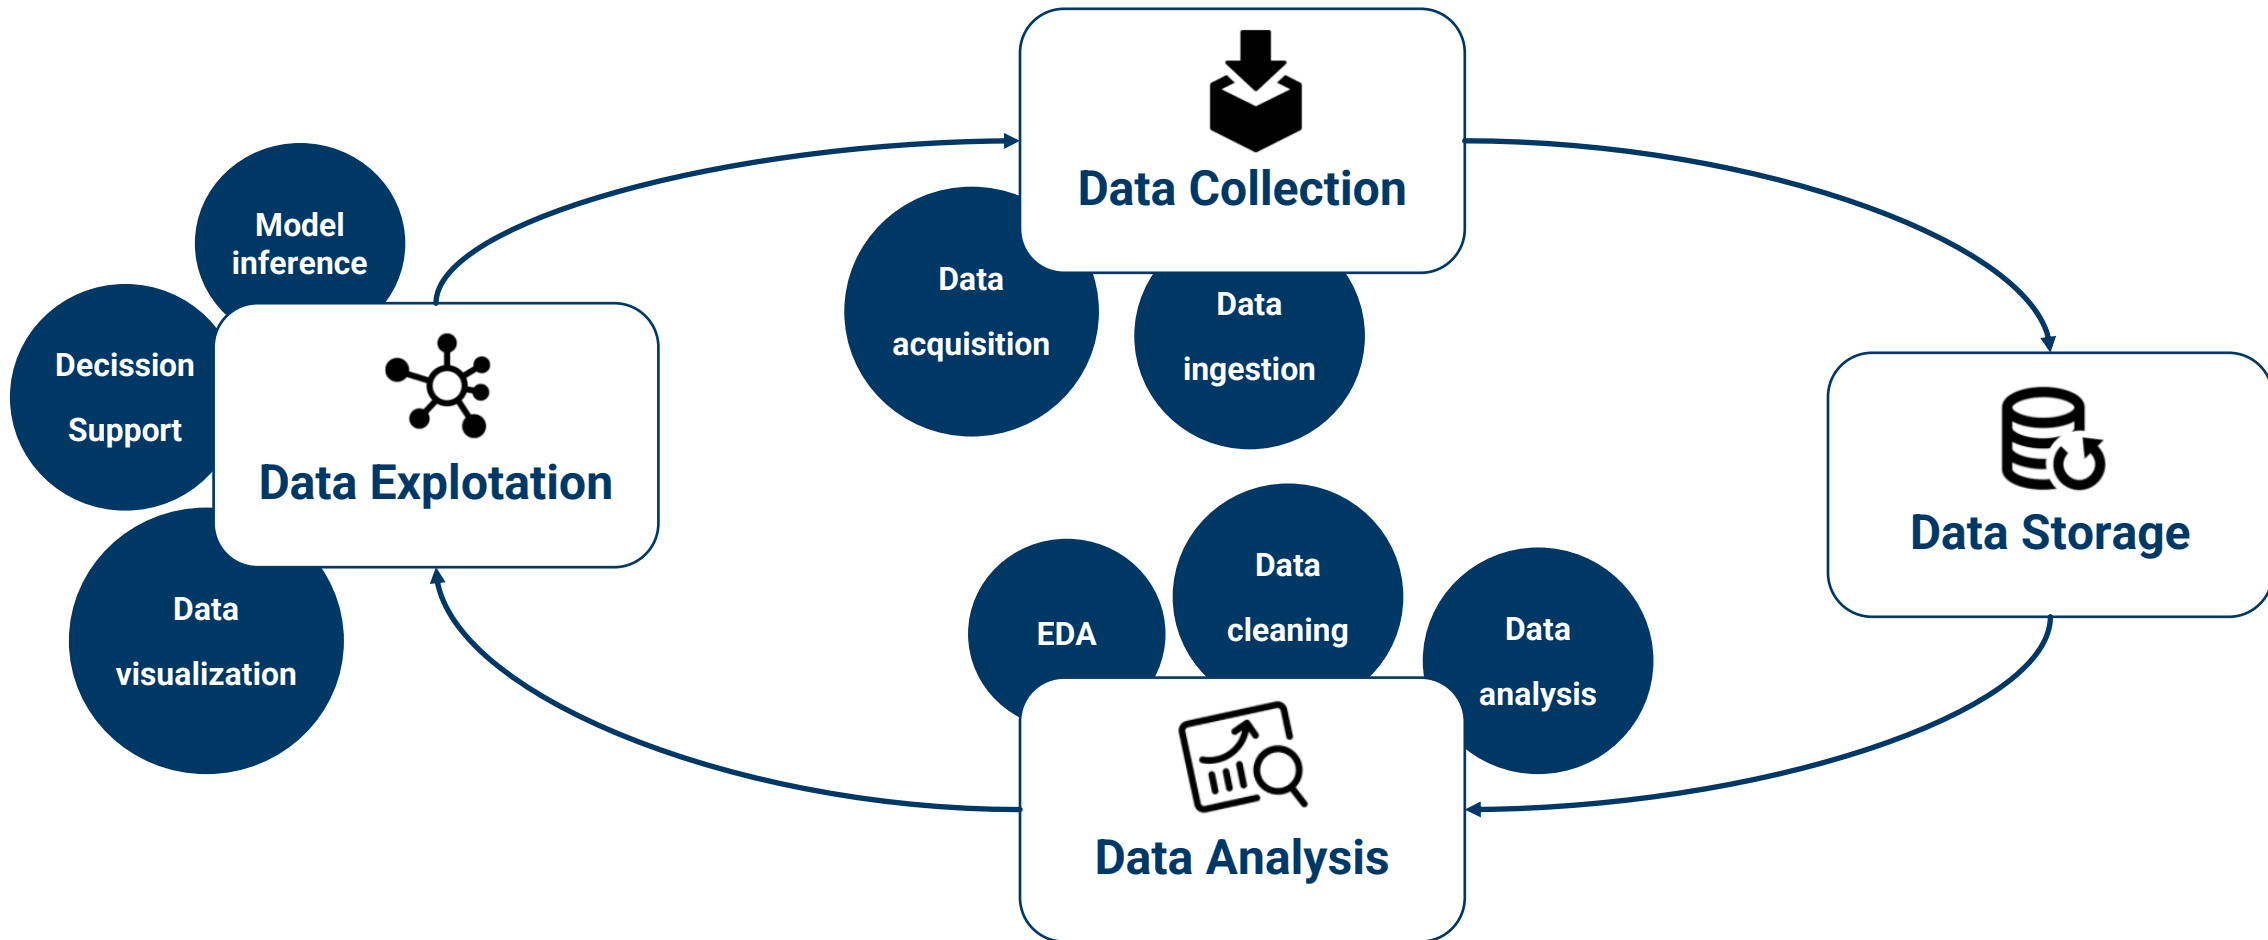 Data Collection
Data
acquisition
Data
ingestion
Model
inference
Decission
Support
Data Explotation
Data
visualization
Data Storage
EDA
Data
cleaning
Data
analysis
Data Analysis